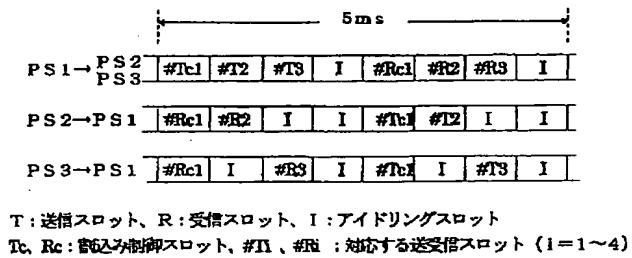 5ms
PS1→PS2 PS3 #Tc1 #T2 #T3 I #Rc1 #R2 #R3 I
PS2→PS1 #Rc1 #R2 I I #Tc1 #T2 I I
PS3→PS1 #Rc1 I #R3 I #Tc1 I #T3 I
T：送信スロット、R：受信スロット、I：アイドリングスロット
Tc, Rc：割込み制御スロット、#Ti 、#Ri ；対応する送受信スロット（i＝1～4）